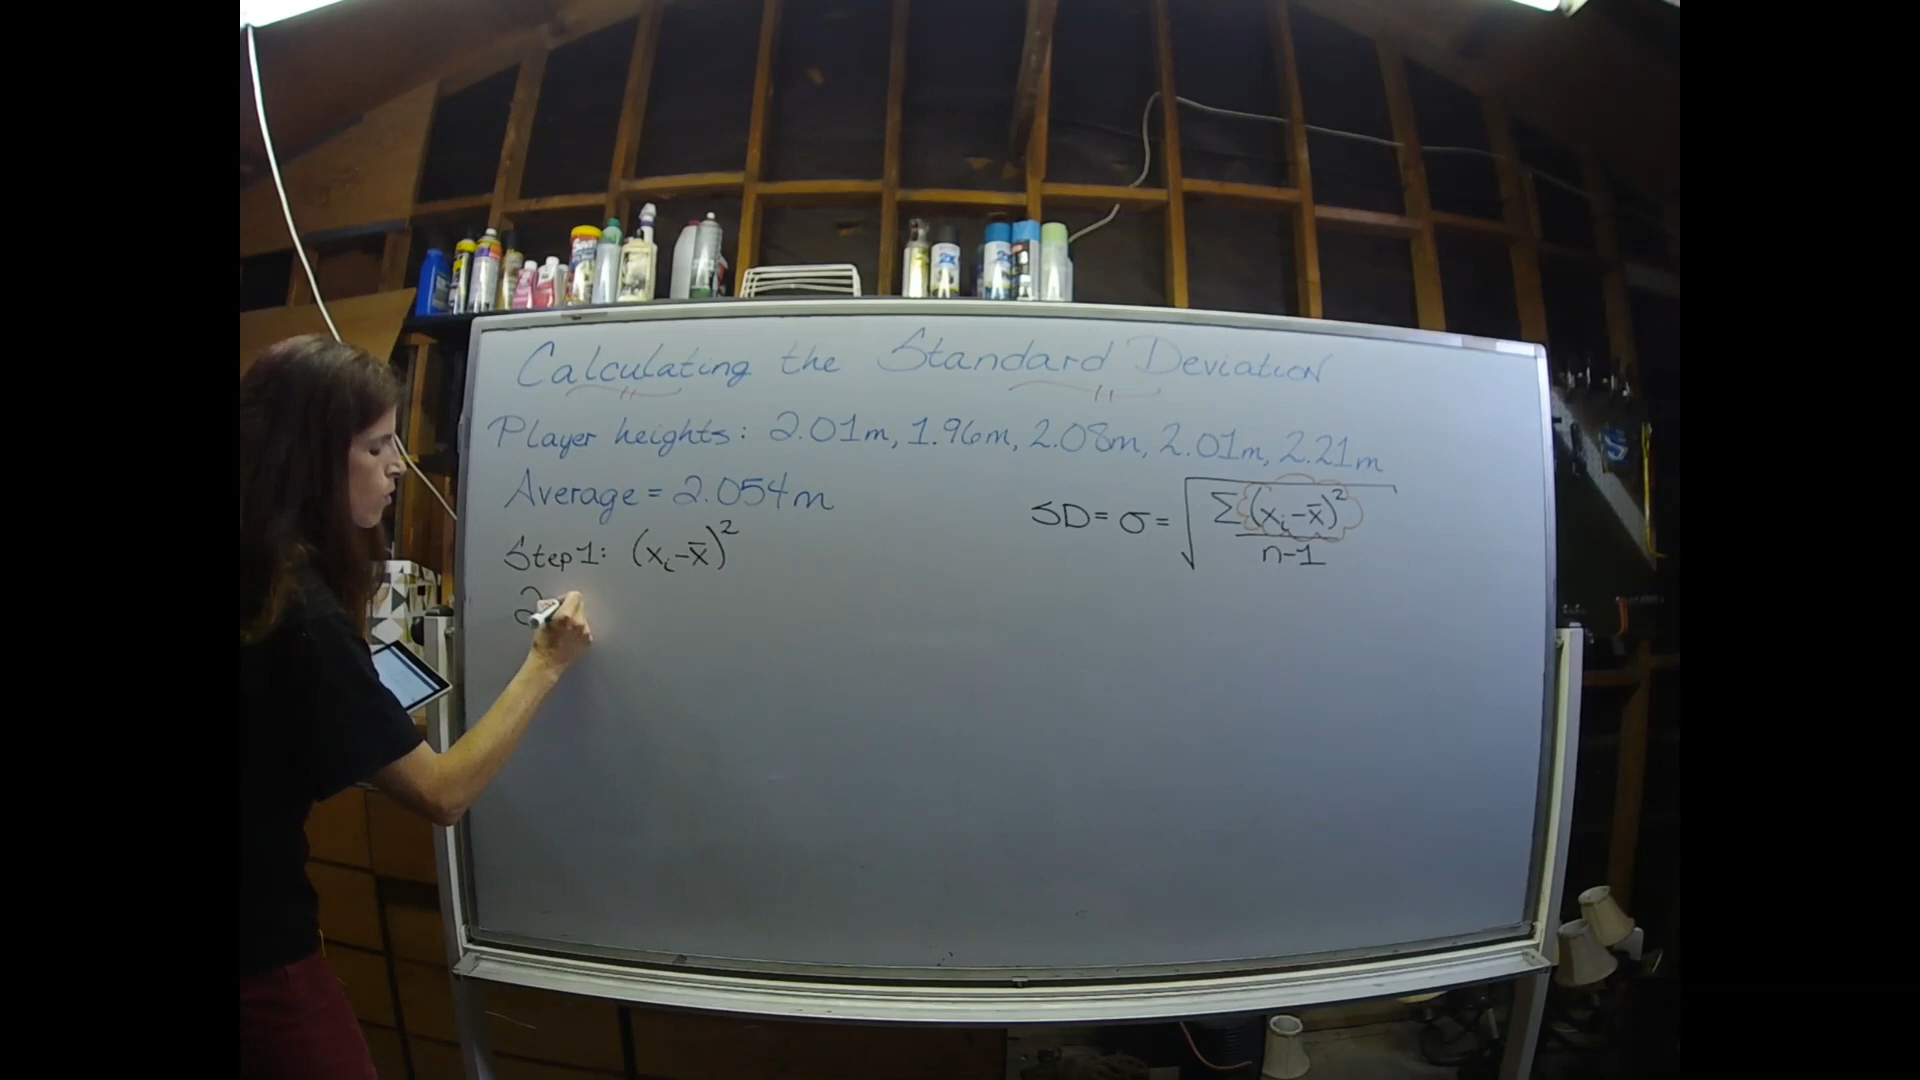 Calculating the Standard Deviation
Player heights: 2.01m, 1.96m, 2.08m, 2.01m, 2.21m
Average = 2.054m
SD = σ = √(Σ(xᵢ-x̄)²/(n-1))
Step 1: (xᵢ-x̄)²
2